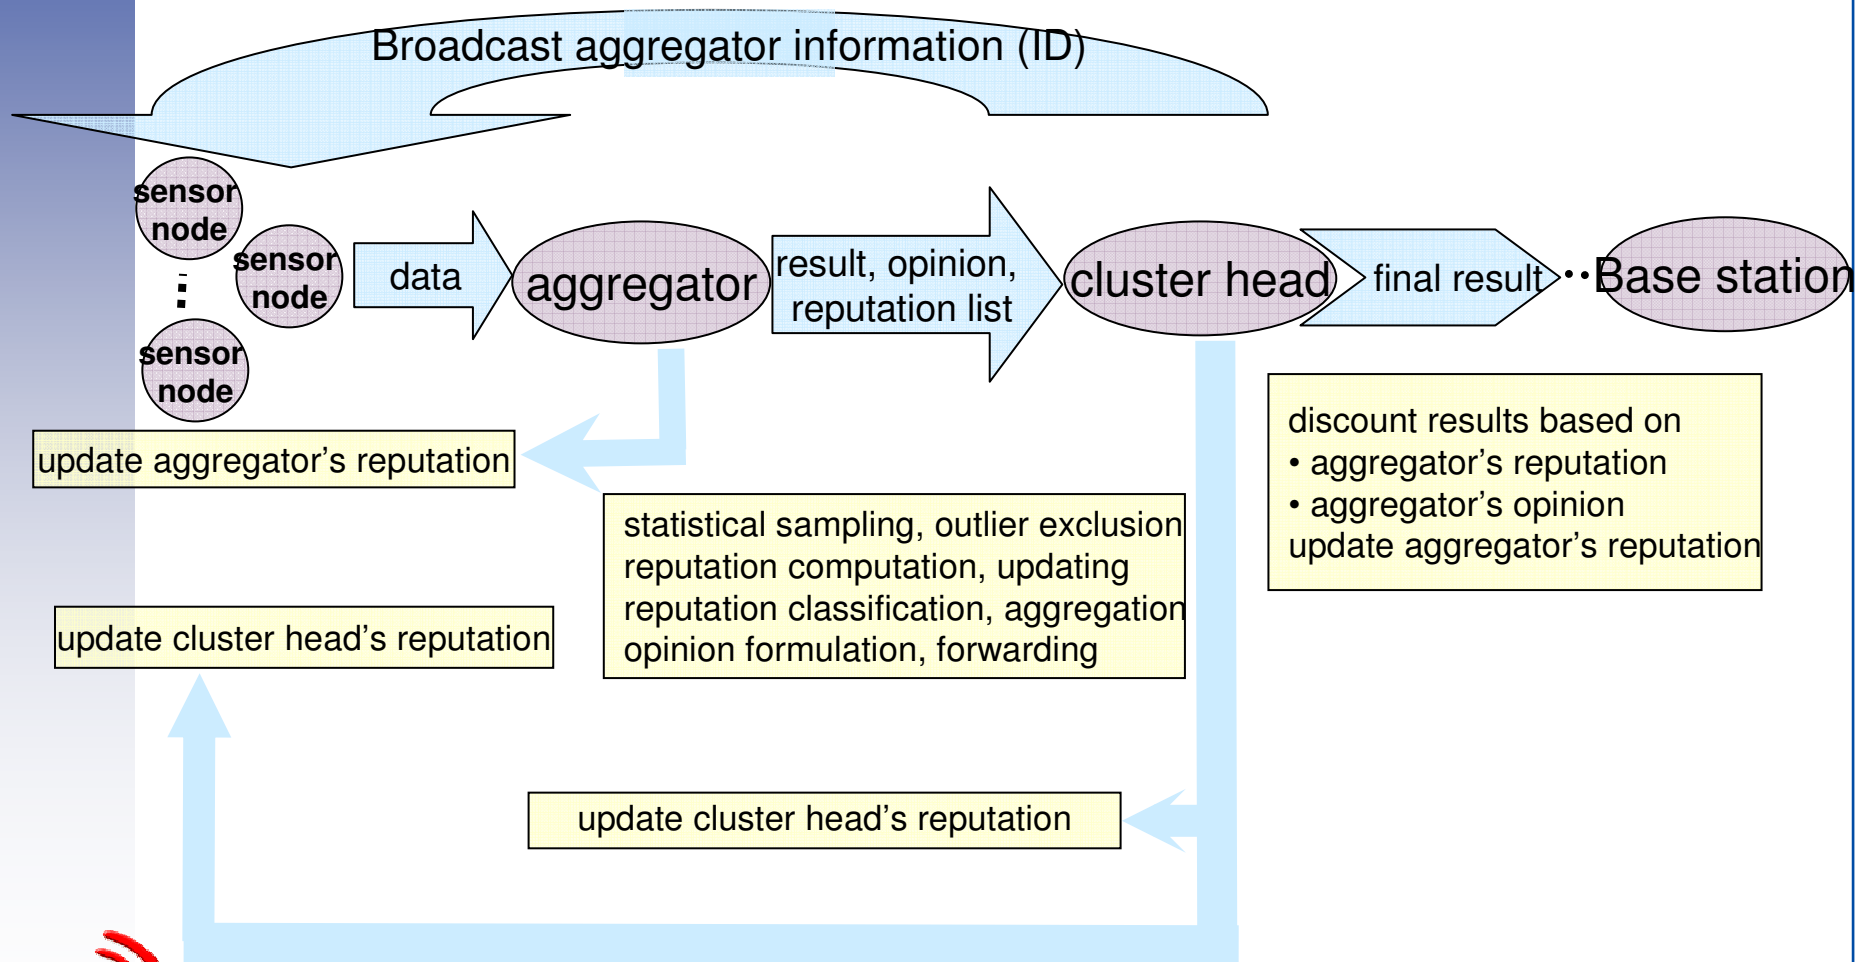 Broadcast aggregator information (ID)
sensor
node
sensor
node
sensor
node
data
aggregator
result, opinion,
reputation list
cluster head
final result
Base station
update aggregator’s reputation
statistical sampling, outlier exclusion
reputation computation, updating
reputation classification, aggregation
opinion formulation, forwarding
discount results based on
• aggregator’s reputation
• aggregator’s opinion
update aggregator’s reputation
update cluster head’s reputation
update cluster head’s reputation